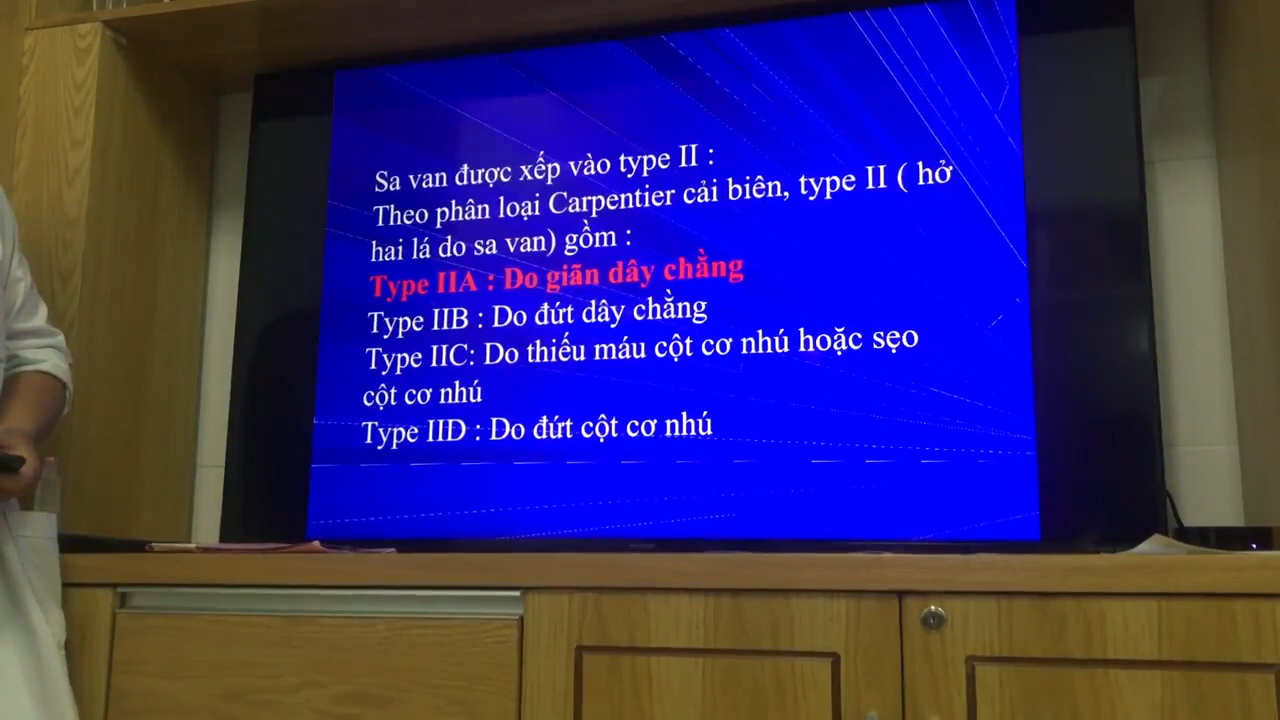 Sa van được xếp vào type II :
Theo phân loại Carpentier cải biên, type II ( hở
hai lá do sa van) gồm :
Type IIA : Do giãn dây chằng
Type IIB : Do đứt dây chằng
Type IIC: Do thiếu máu cột cơ nhú hoặc sẹo
cột cơ nhú
Type IID : Do đứt cột cơ nhú